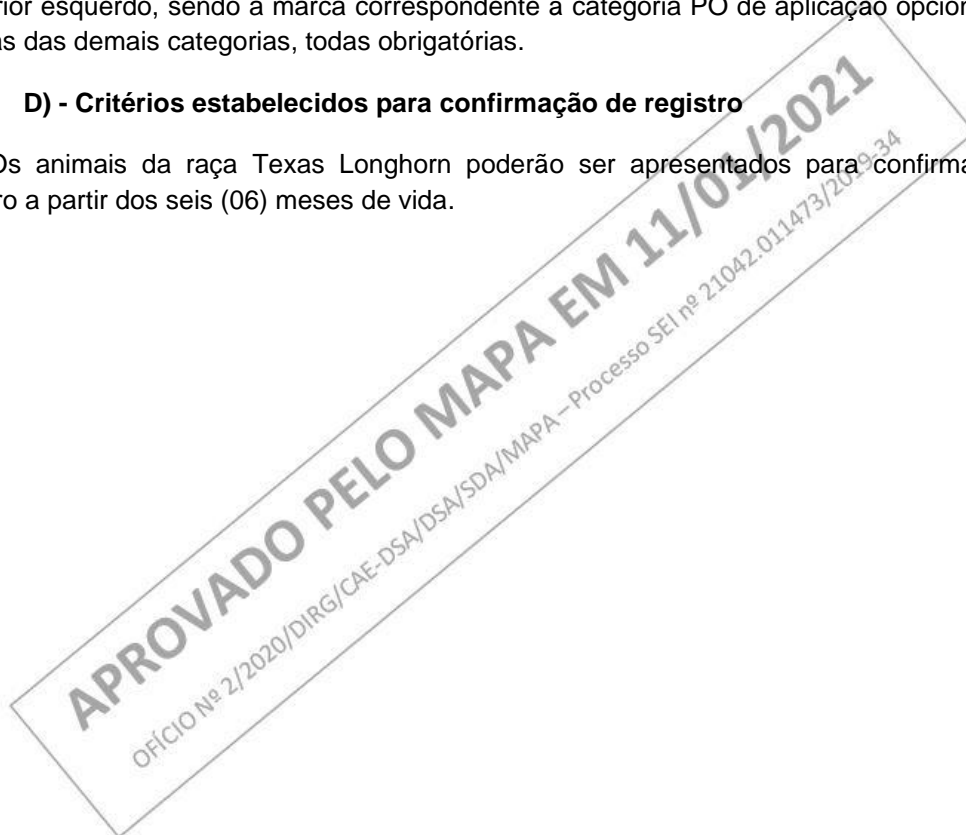 rior esquerdo, sendo a marca correspondente à categoria PO de aplicação opcion
as das demais categorias, todas obrigatórias.
D) - Critérios estabelecidos para confirmação de registro
Os animais da raça Texas Longhorn poderão ser apresentados para confirma
ro a partir dos seis (06) meses de vida.
APROVADO PELO MAPA EM 11/01/2021
OFÍCIO Nº 2/2020/DIRG/CAE-DSA/DSA/SDA/MAPA – Processo SEI nº 21042.011473/2019-34